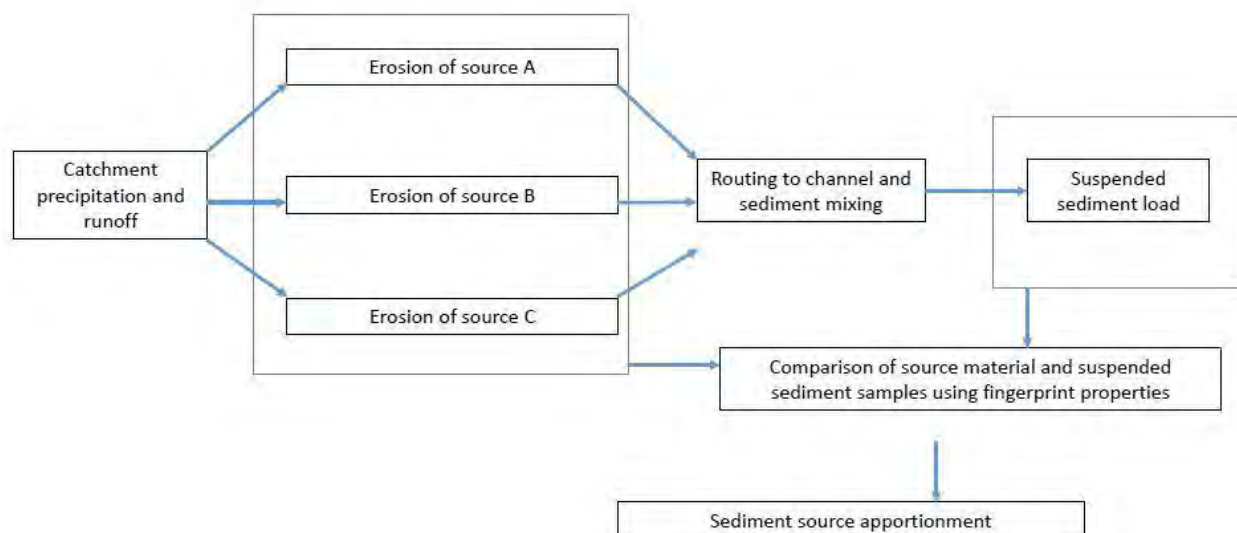 Erosion of source A
Catchment
precipitation and
runoff
Erosion of source B
Erosion of source C
Routing to channel and
sediment mixing
Suspended
sediment load
Comparison of source material and suspended
sediment samples using fingerprint properties
Sediment source apportionment